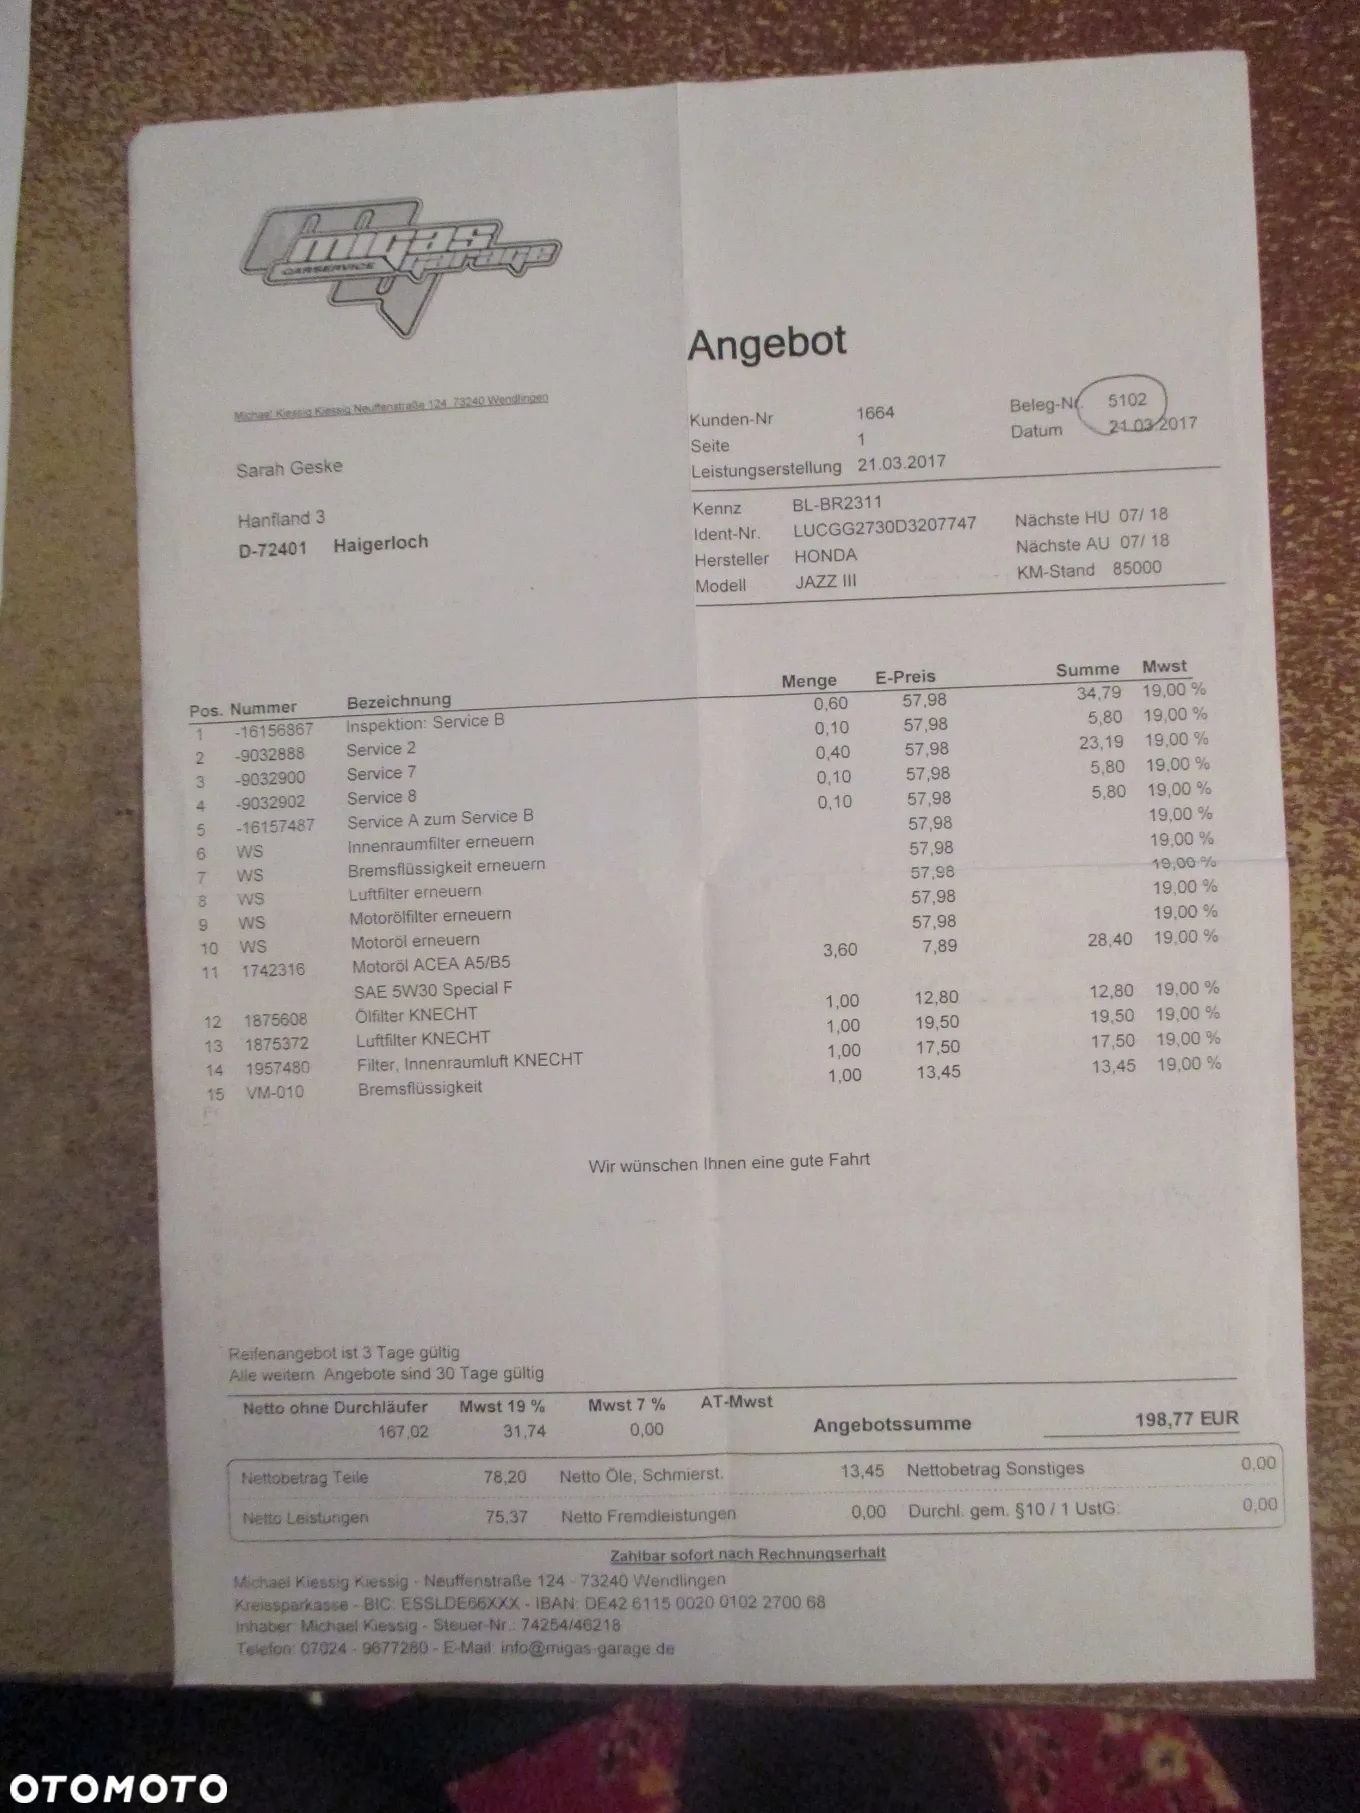 migas
garage
CARSERVICE
Angebot
Michael Kiessig Kiessig Neuffenstraße 124 73240 Wendlingen
Sarah Geske
Hanfland 3
D-72401 Haigerloch
Kunden-Nr 1664 Beleg-Nr. 5102
Seite 1 Datum 21.03.2017
Leistungserstellung 21.03.2017
Kennz BL-BR2311
Ident-Nr. LUCGG2730D3207747 Nächste HU 07/ 18
Hersteller HONDA Nächste AU 07/ 18
Modell JAZZ III KM-Stand 85000
Pos. Nummer Bezeichnung Menge E-Preis Summe Mwst
1 -16156867 Inspektion: Service B 0,60 57,98 34,79 19,00 %
2 -9032888 Service 2 0,10 57,98 5,80 19,00 %
3 -9032900 Service 7 0,40 57,98 23,19 19,00 %
4 -9032902 Service 8 0,10 57,98 5,80 19,00 %
5 -16157487 Service A zum Service B 0,10 57,98 5,80 19,00 %
6 WS Innenraumfilter erneuern 57,98 19,00 %
7 WS Bremsflüssigkeit erneuern 57,98 19,00 %
8 WS Luftfilter erneuern 57,98 19,00 %
9 WS Motorölfilter erneuern 57,98 19,00 %
10 WS Motoröl erneuern 57,98 19,00 %
11 1742316 Motoröl ACEA A5/B5 3,60 7,89 28,40 19,00 %
SAE 5W30 Special F
12 1875608 Ölfilter KNECHT 1,00 12,80 12,80 19,00 %
13 1875372 Luftfilter KNECHT 1,00 19,50 19,50 19,00 %
14 1957480 Filter, Innenraumluft KNECHT 1,00 17,50 17,50 19,00 %
15 VM-010 Bremsflüssigkeit 1,00 13,45 13,45 19,00 %
Wir wünschen Ihnen eine gute Fahrt
Reifenangebot ist 3 Tage gültig
Alle weitern Angebote sind 30 Tage gültig
Netto ohne Durchläufer Mwst 19 % Mwst 7 % AT-Mwst
167,02 31,74 0,00 Angebotssumme 198,77 EUR
Nettobetrag Teile 78,20 Netto Öle, Schmierst. 13,45 Nettobetrag Sonstiges 0,00
Netto Leistungen 75,37 Netto Fremdleistungen 0,00 Durchl. gem. §10 / 1 UstG: 0,00
Zahlbar sofort nach Rechnungserhalt
Michael Kiessig Kiessig - Neuffenstraße 124 - 73240 Wendlingen
Kreissparkasse - BIC: ESSLDE66XXX - IBAN: DE42 6115 0020 0102 2700 68
Inhaber: Michael Kiessig - Steuer-Nr.: 74254/46218
Telefon: 07024 - 9677280 - E-Mail: info@migas-garage.de
OTOMOTO